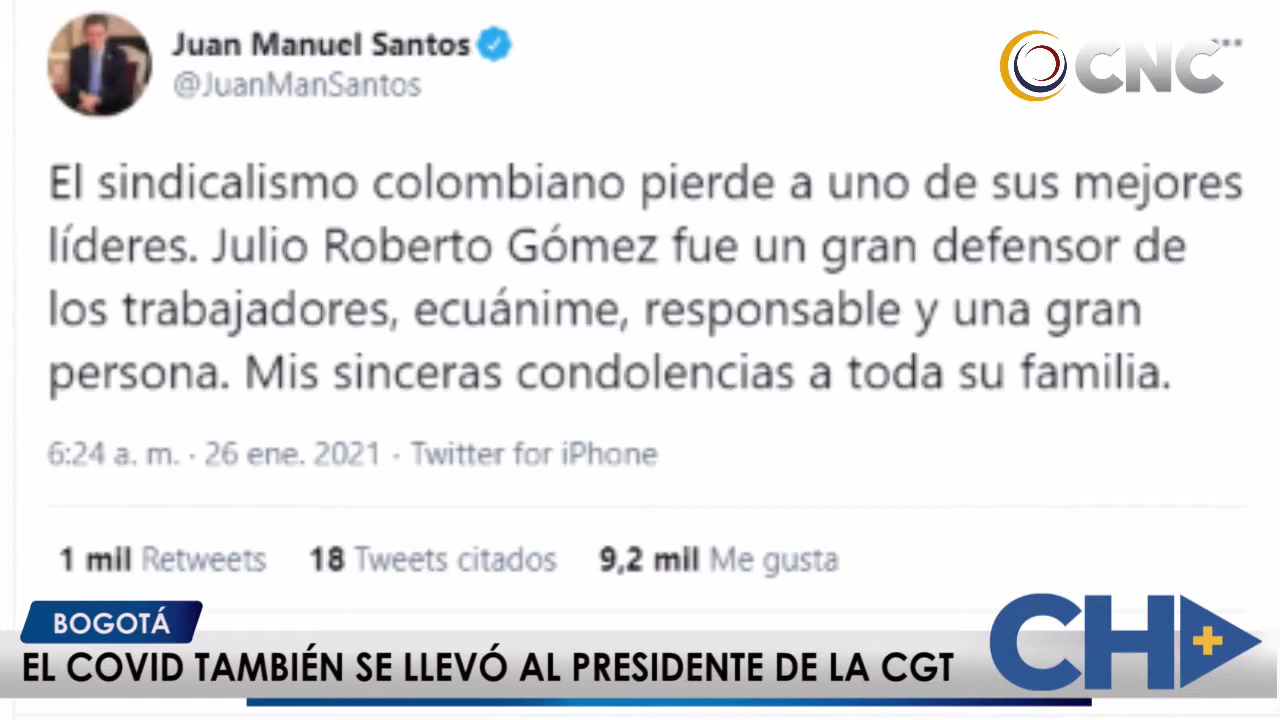 Juan Manuel Santos
@JuanManSantos
CNC
El sindicalismo colombiano pierde a uno de sus mejores
líderes. Julio Roberto Gómez fue un gran defensor de
los trabajadores, ecuánime, responsable y una gran
persona. Mis sinceras condolencias a toda su familia.
6:24 a. m. · 26 ene. 2021 · Twitter for iPhone
1 mil Retweets 18 Tweets citados 9,2 mil Me gusta
BOGOTÁ
EL COVID TAMBIÉN SE LLEVÓ AL PRESIDENTE DE LA CGT
CH+